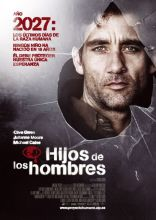 AÑO
2027:
LOS ÚLTIMOS DÍAS DE
LA RAZA HUMANA
NINGÚN NIÑO HA
NACIDO EN 18 AÑOS
ÉL DEBE PROTEGER
NUESTRA ÚNICA
ESPERANZA
Clive Owen
Julianne Moore
Michael Caine
Hijos de
los hombres